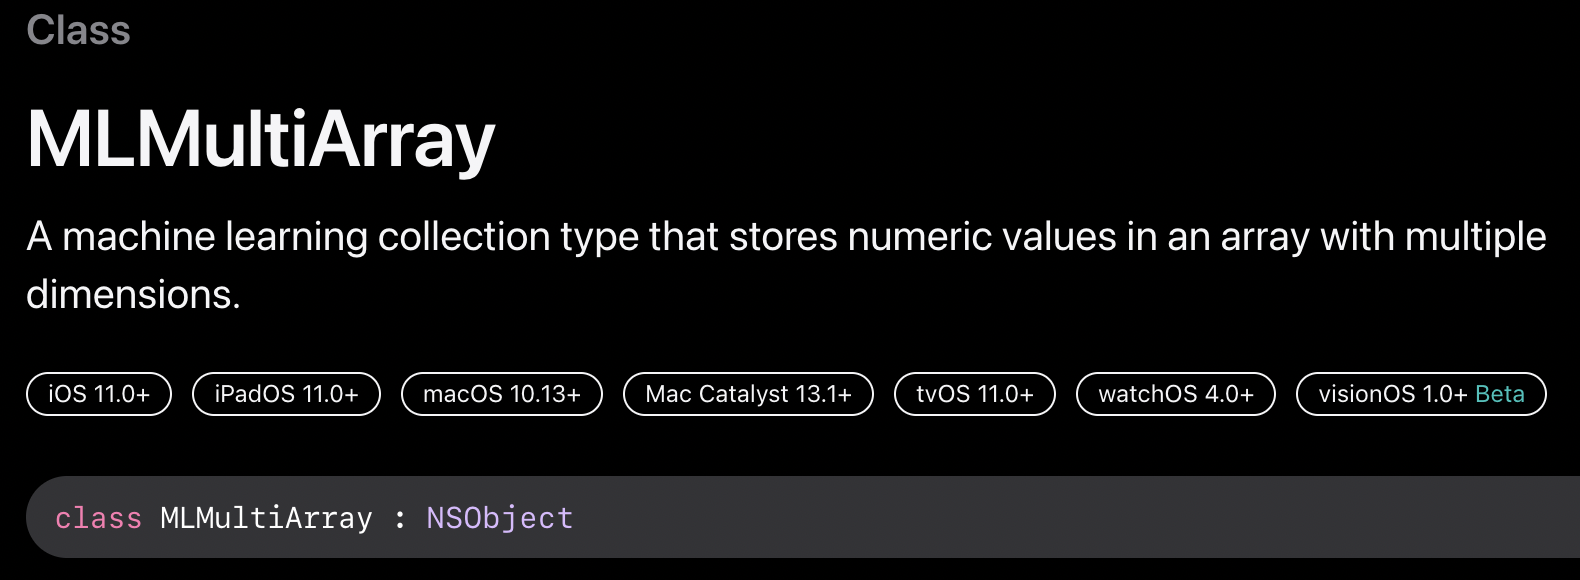 Class
MLMultiArray
A machine learning collection type that stores numeric values in an array with multiple
dimensions.
iOS 11.0+ iPadOS 11.0+ macOS 10.13+ Mac Catalyst 13.1+ tvOS 11.0+ watchOS 4.0+ visionOS 1.0+ Beta
class MLMultiArray : NSObject